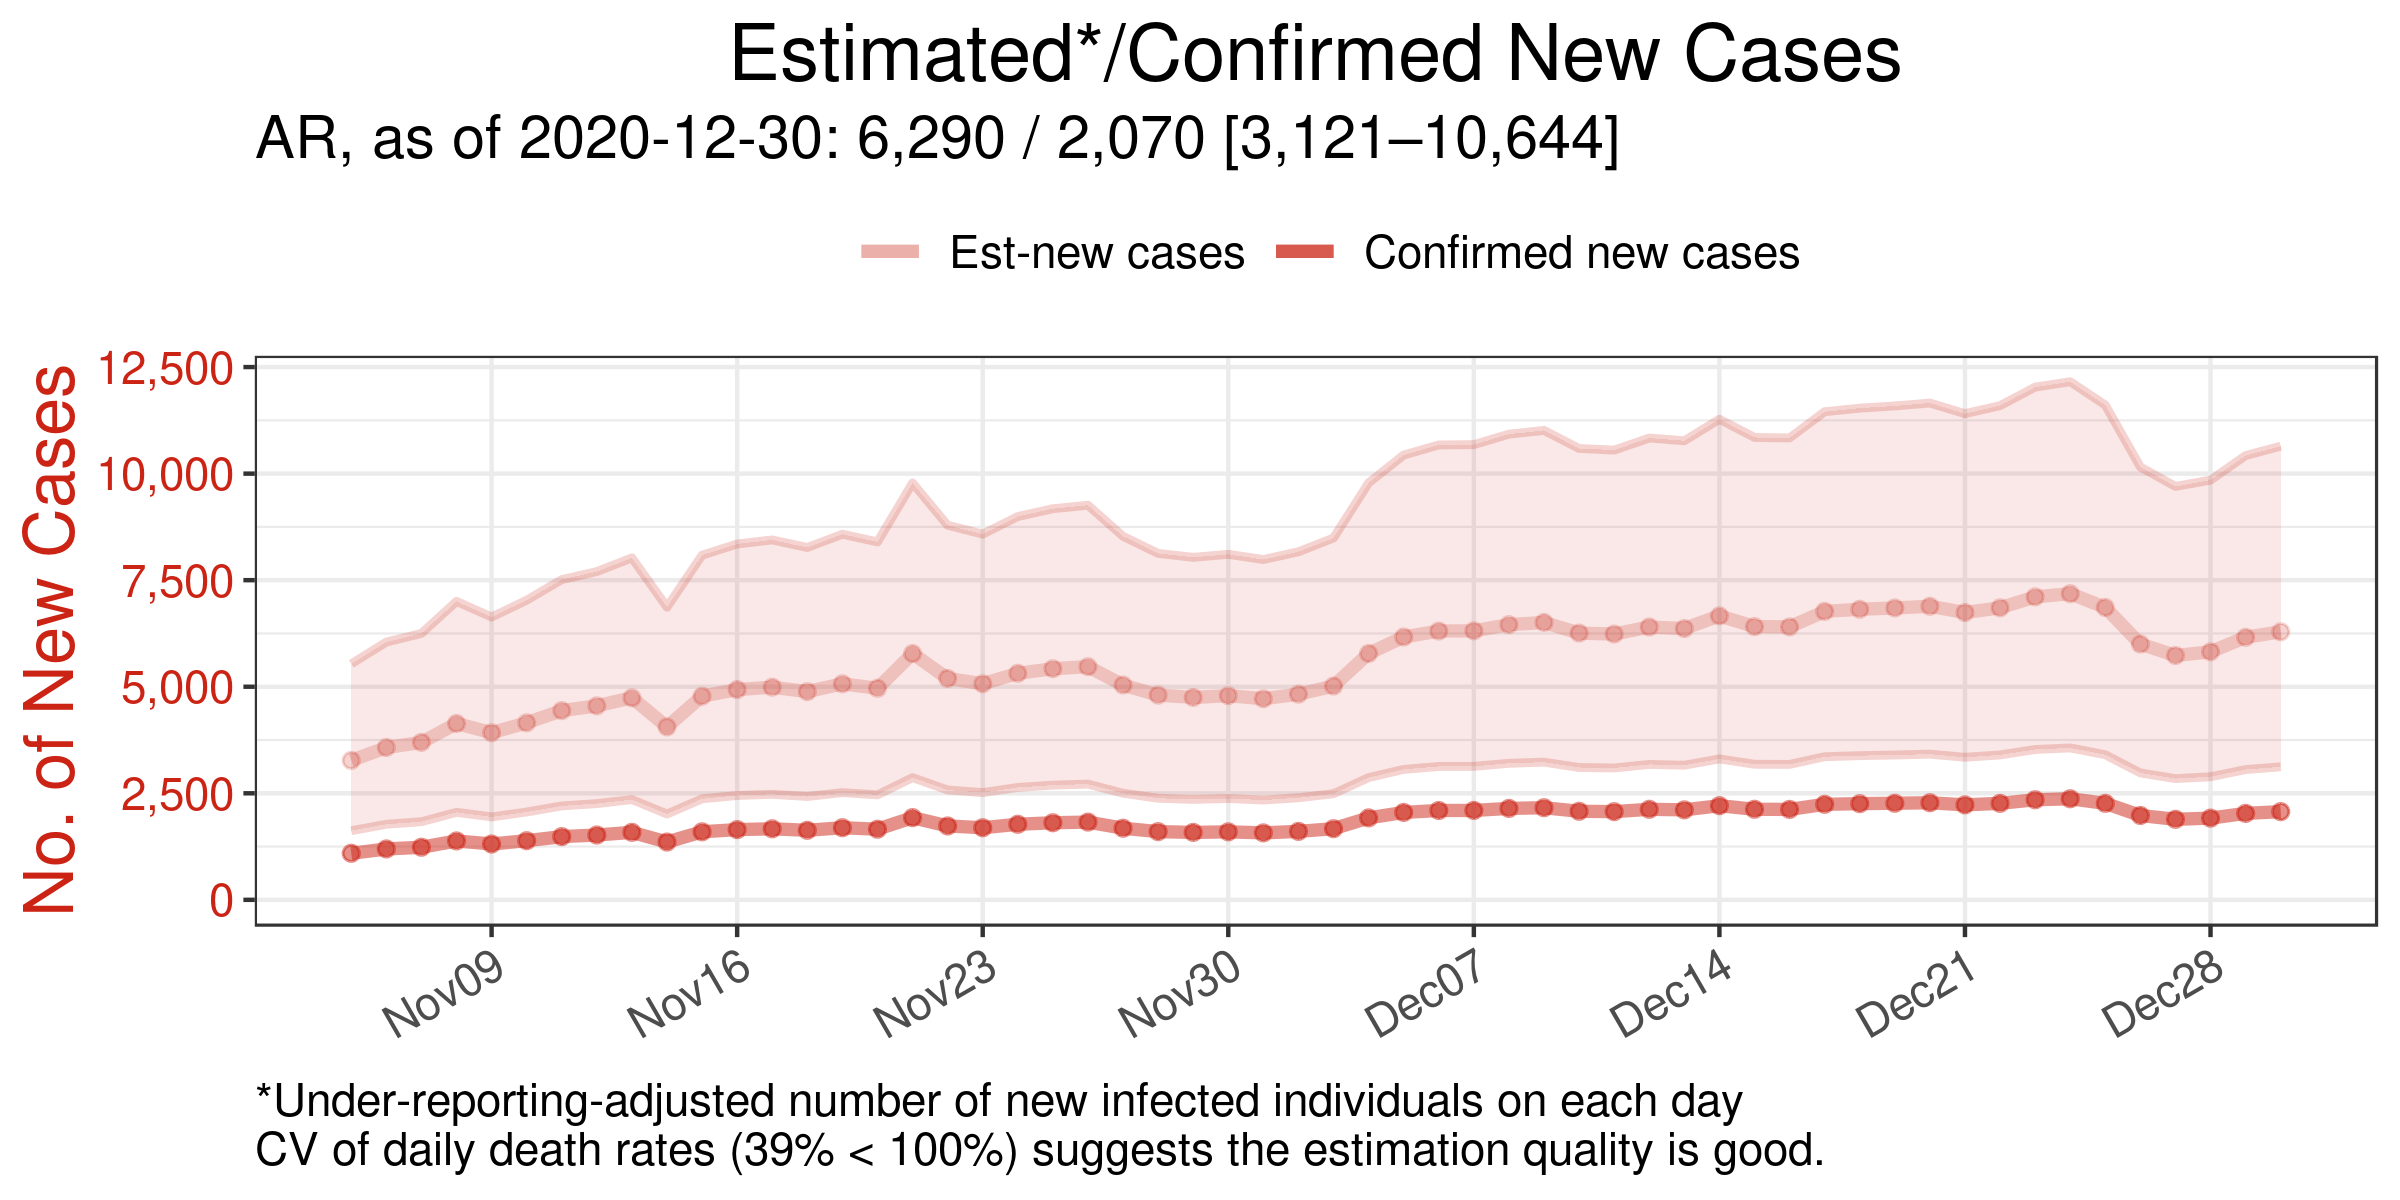 Estimated*/Confirmed New Cases
AR, as of 2020-12-30: 6,290 / 2,070 [3,121–10,644]
Est-new cases Confirmed new cases
No. of New Cases
12,500
10,000
7,500
5,000
2,500
0
Nov09 Nov16 Nov23 Nov30 Dec07 Dec14 Dec21 Dec28
*Under-reporting-adjusted number of new infected individuals on each day
CV of daily death rates (39% < 100%) suggests the estimation quality is good.